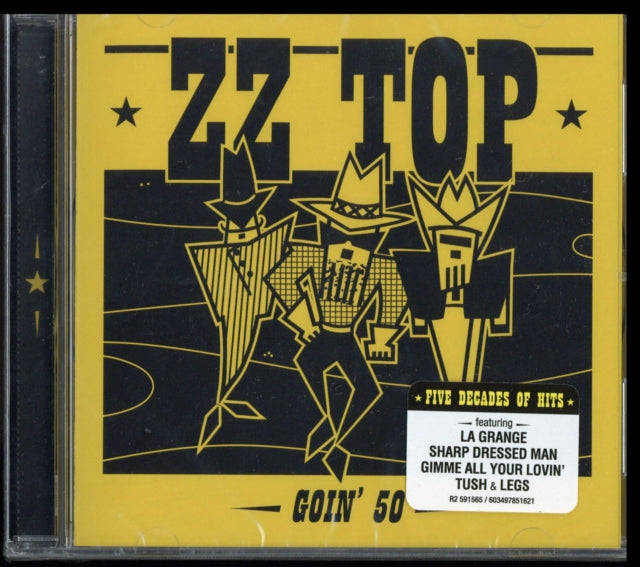 ZZ TOP
FIVE DECADES OF HITS
featuring
LA GRANGE
SHARP DRESSED MAN
GIMME ALL YOUR LOVIN'
TUSH & LEGS
R2 591565 / 603497851621
GOIN' 50